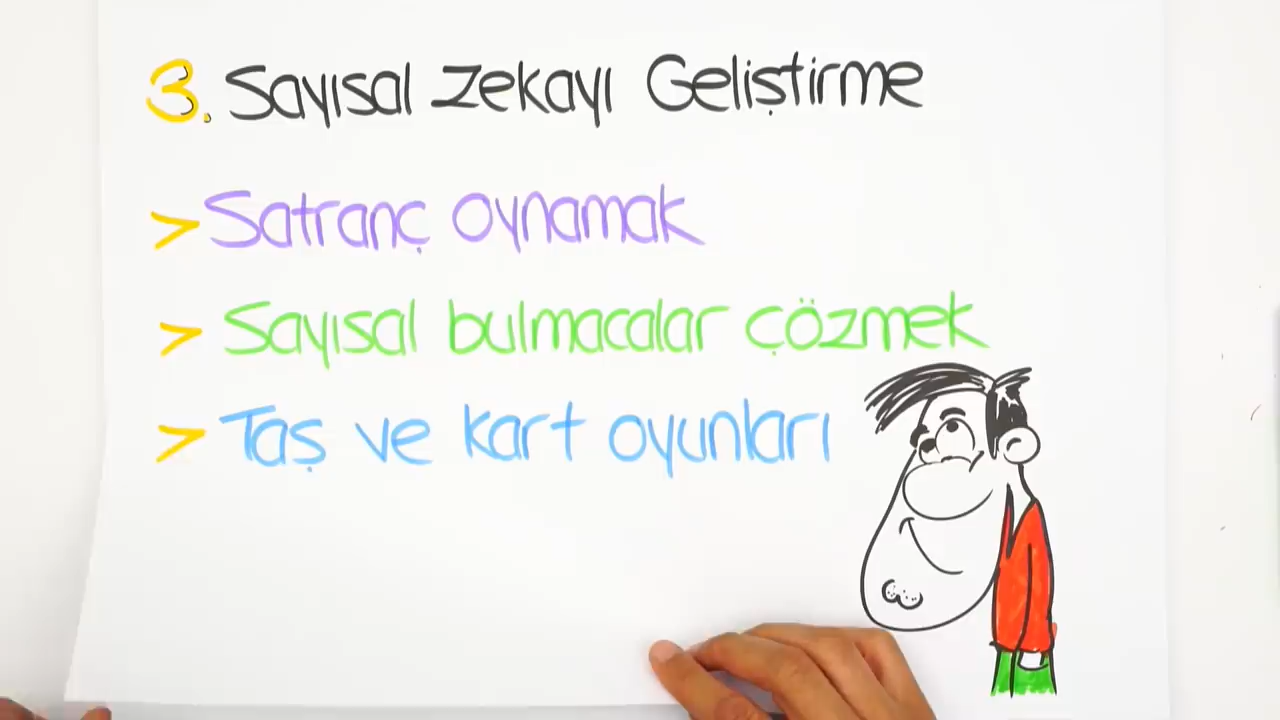 3. Sayısal Zekayı Geliştirme
> Satranç oynamak
> Sayısal bulmacalar çözmek
> Taş ve kart oyunları